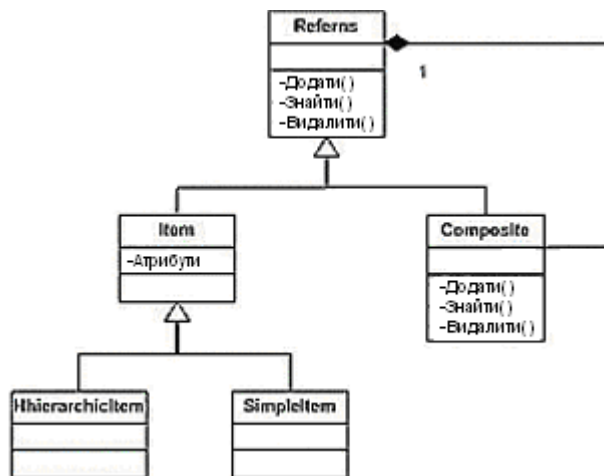 Referns
1
-Додати( )
-Знайти( )
-Видалити( )
Item
-Атрибути
Composite
-Додати( )
-Знайти( )
-Видалити( )
HhierarchicItem
SimpleItem